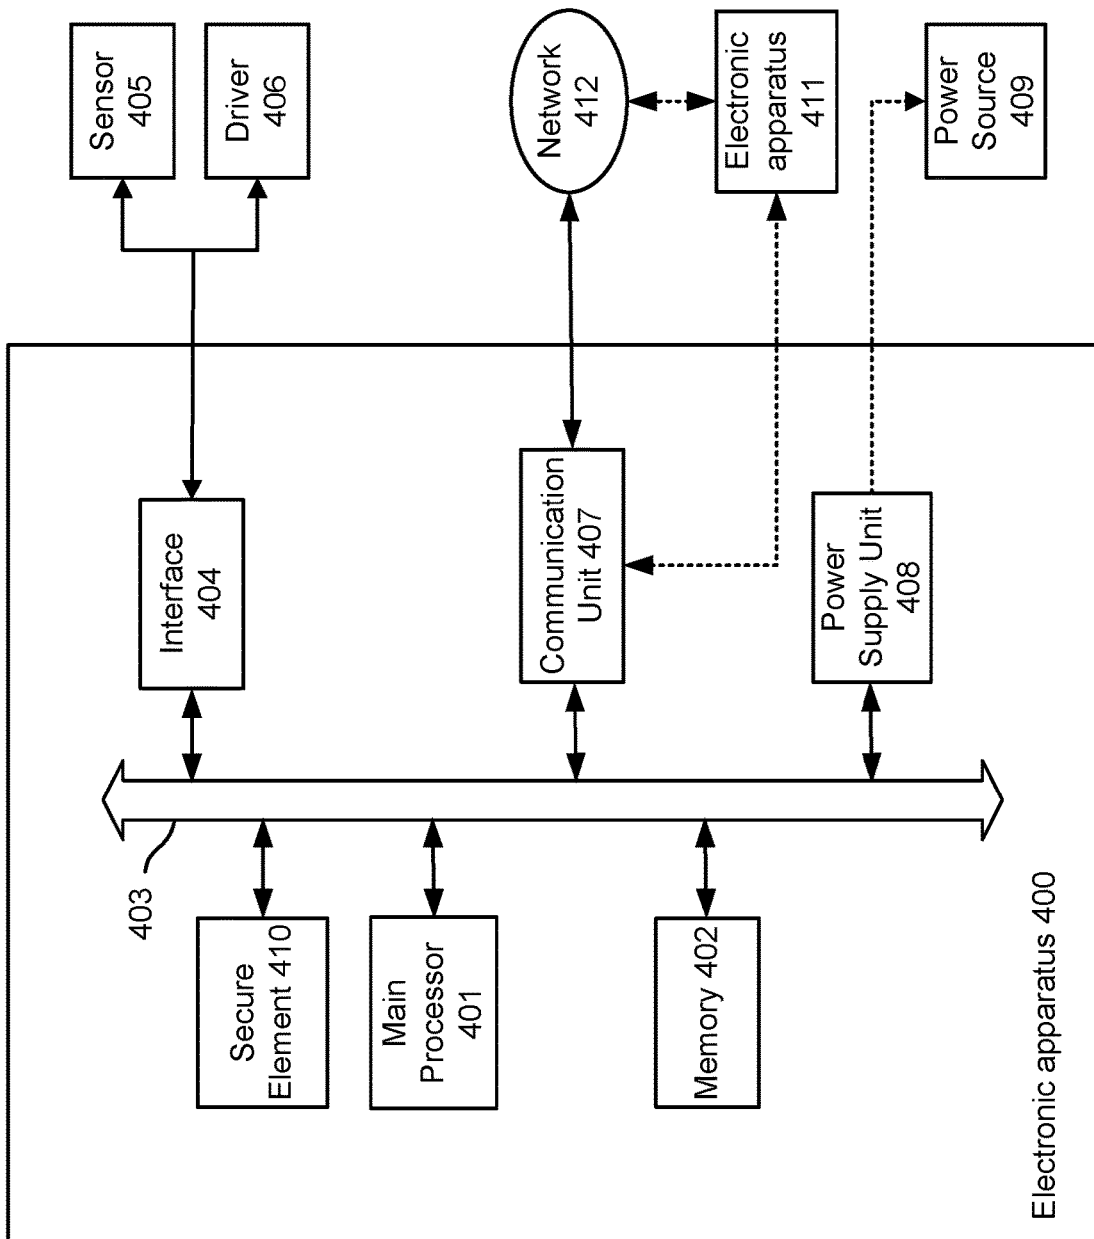 Sensor
405
Driver
406
Network
412
Electronic
apparatus
411
Power
Source
409
Interface
404
Communication
Unit 407
Power
Supply Unit
408
403
Secure
Element 410
Main
Processor
401
Memory 402
Electronic apparatus 400